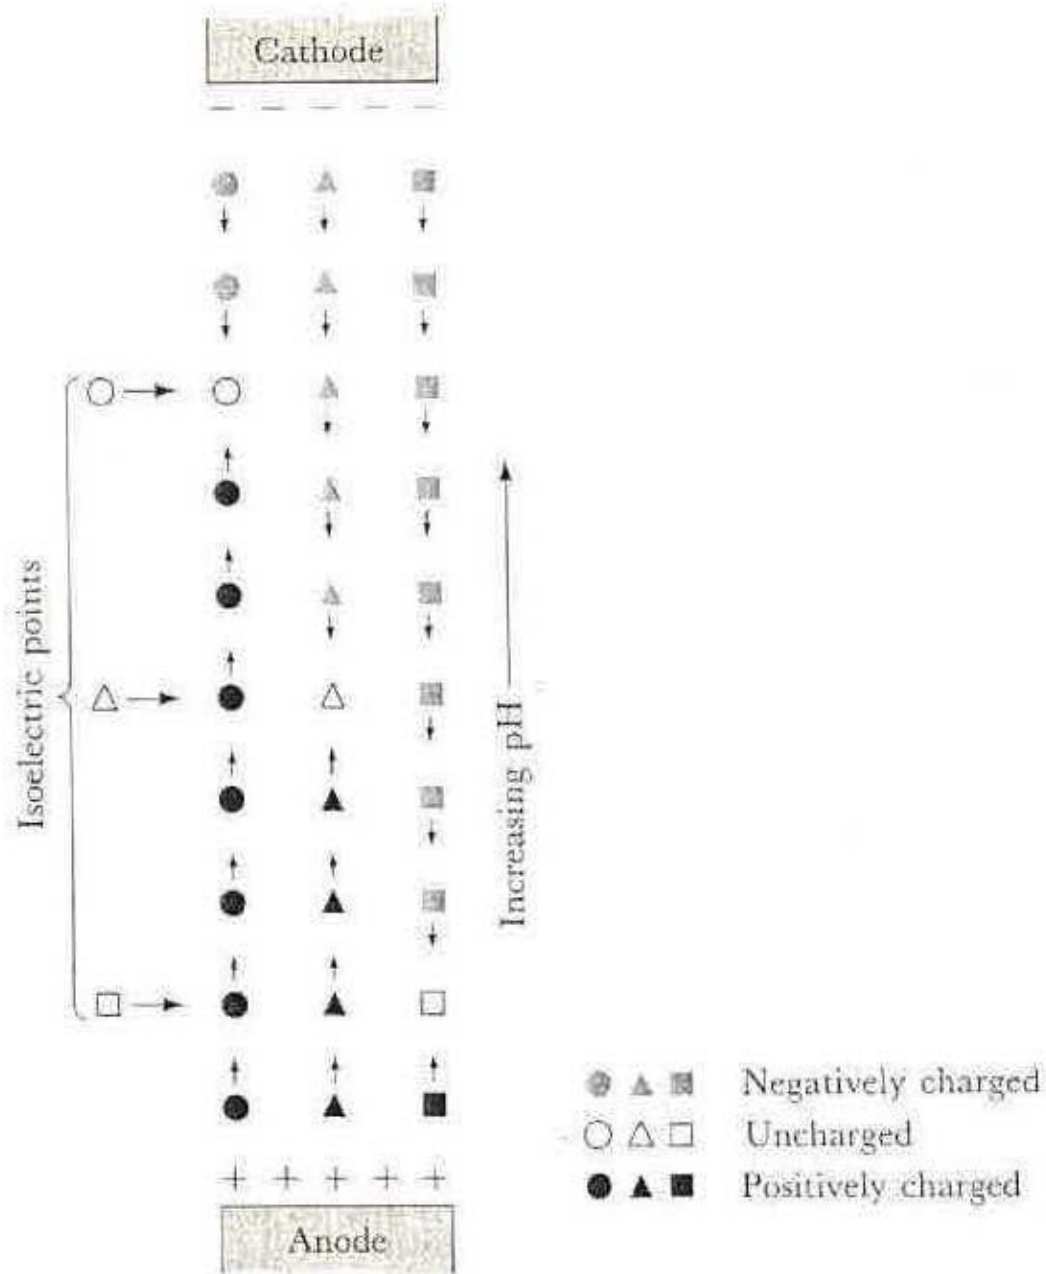 Cathode
Isoelectric points
Increasing pH
Negatively charged
Uncharged
Positively charged
Anode